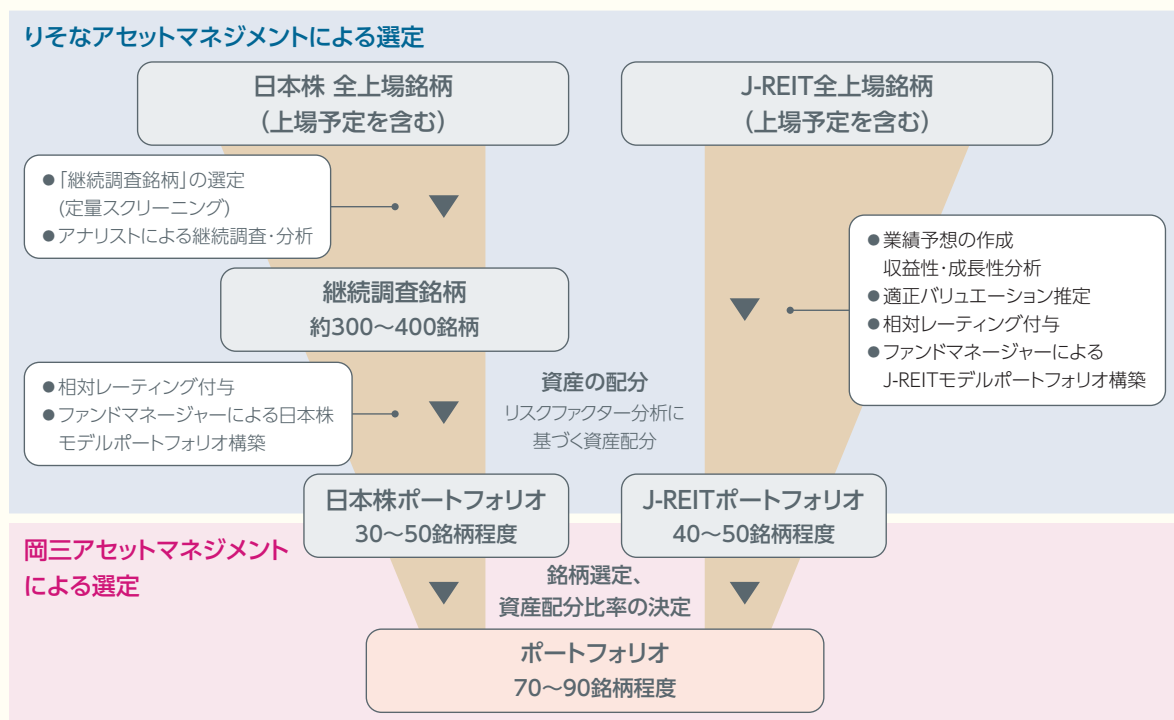 りそなアセットマネジメントによる選定
日本株 全上場銘柄
(上場予定を含む)
J-REIT全上場銘柄
(上場予定を含む)
●「継続調査銘柄」の選定
(定量スクリーニング)
●アナリストによる継続調査・分析
●業績予想の作成
収益性・成長性分析
●適正バリュエーション推定
●相対レーティング付与
●ファンドマネージャーによる
J-REITモデルポートフォリオ構築
継続調査銘柄
約300～400銘柄
●相対レーティング付与
●ファンドマネージャーによる日本株
モデルポートフォリオ構築
資産の配分
リスクファクター分析に
基づく資産配分
日本株ポートフォリオ
30～50銘柄程度
J-REITポートフォリオ
40～50銘柄程度
岡三アセットマネジメント
による選定
銘柄選定、
資産配分比率の決定
ポートフォリオ
70～90銘柄程度